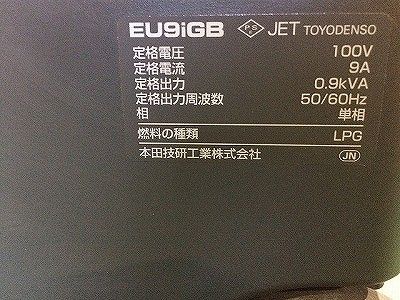 EU9iGB PS E JET TOYODENSO
定格電圧 100V
定格電流 9A
定格出力 0.9kVA
定格出力周波数 50/60Hz
相 単相
燃料の種類 LPG
本田技研工業株式会社 JN